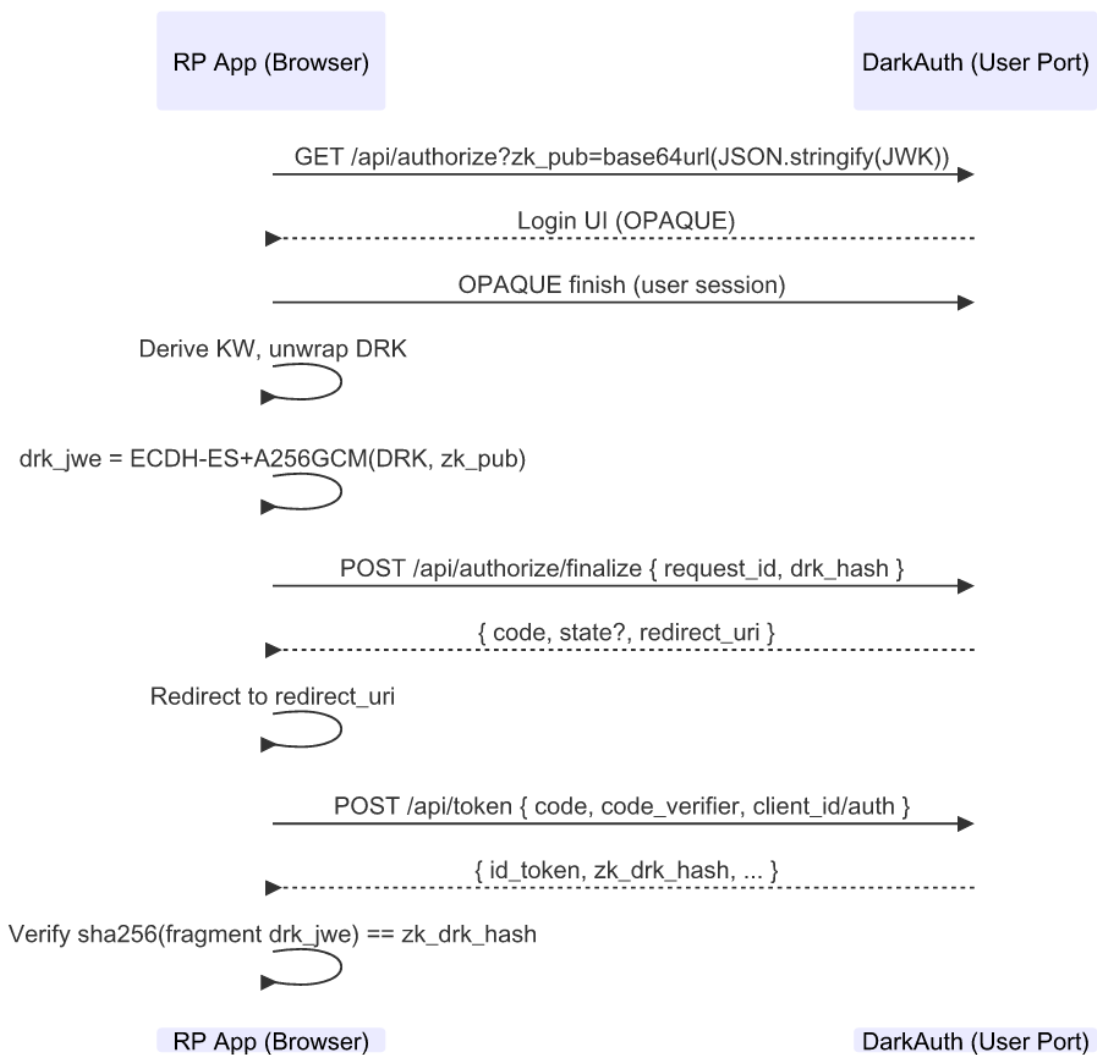 RP App (Browser)
DarkAuth (User Port)
GET /api/authorize?zk_pub=base64url(JSON.stringify(JWK))
Login UI (OPAQUE)
OPAQUE finish (user session)
Derive KW, unwrap DRK
drk_jwe = ECDH-ES+A256GCM(DRK, zk_pub)
POST /api/authorize/finalize { request_id, drk_hash }
{ code, state?, redirect_uri }
Redirect to redirect_uri
POST /api/token { code, code_verifier, client_id/auth }
{ id_token, zk_drk_hash, ... }
Verify sha256(fragment drk_jwe) == zk_drk_hash
RP App (Browser)
DarkAuth (User Port)